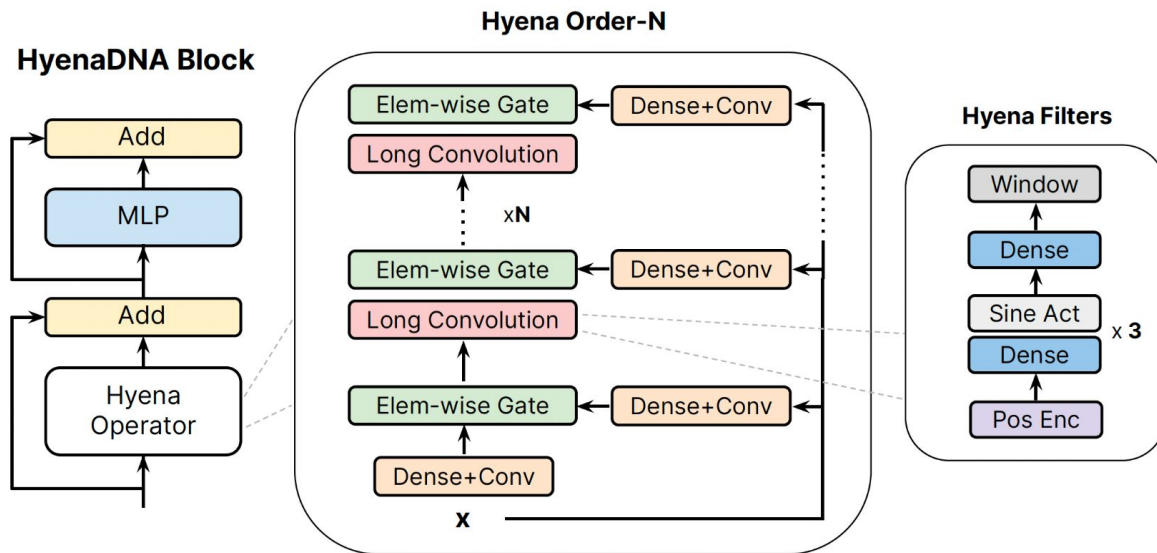 HyenaDNA Block
Add
MLP
Add
Hyena
Operator
Hyena Order-N
Elem-wise Gate
Dense+Conv
Long Convolution
xN
Elem-wise Gate
Dense+Conv
Long Convolution
Elem-wise Gate
Dense+Conv
Dense+Conv
x
Hyena Filters
Window
Dense
Sine Act
x 3
Dense
Pos Enc